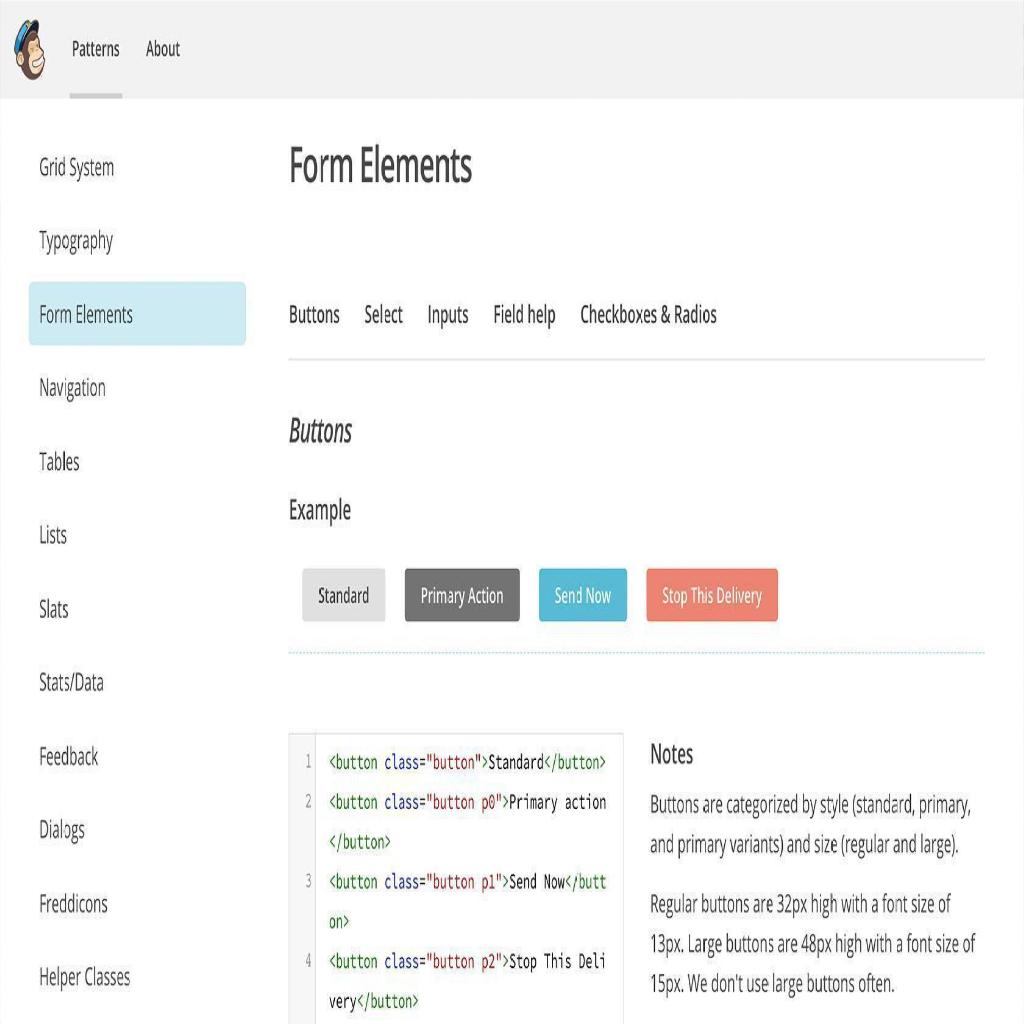 Patterns
About
Grid System
Typography
Form Elements
Navigation
Tables
Lists
Slats
Stats/Data
Feedback
Dialogs
Freddicons
Helper Classes
Form Elements
Buttons Select Inputs Field help Checkboxes & Radios
Buttons
Example
Standard
Primary Action
Send Now
Stop This Delivery
1 <button class="button">Standard</button>
2 <button class="button p0">Primary action
</button>
3 <button class="button p1">Send Now</butt
on>
4 <button class="button p2">Stop This Deli
very</button>
Notes
Buttons are categorized by style (standard, primary,
and primary variants) and size (regular and large).
Regular buttons are 32px high with a font size of
13px. Large buttons are 48px high with a font size of
15px. We don't use large buttons often.